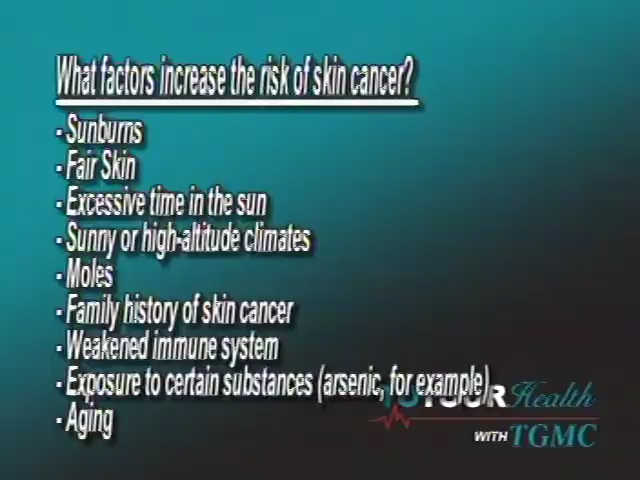 What factors increase the risk of skin cancer?
- Sunburns
- Fair Skin
- Excessive time in the sun
- Sunny or high-altitude climates
- Moles
- Family history of skin cancer
- Weakened immune system
- Exposure to certain substances (arsenic, for example)
- Aging
TO YOUR Health
WITH TGMC